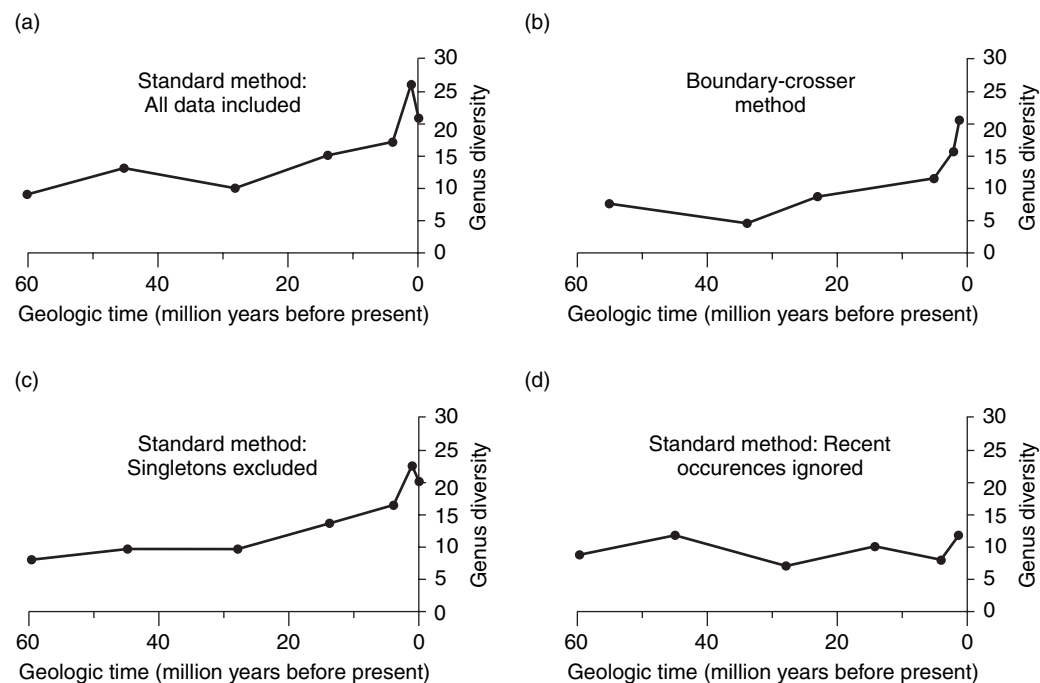 (a)
Standard method:
All data included
30
25
20
15
10
5
0
Genus diversity
60
40
20
0
Geologic time (million years before present)
(b)
Boundary-crosser
method
30
25
20
15
10
5
0
Genus diversity
60
40
20
0
Geologic time (million years before present)
(c)
Standard method:
Singletons excluded
30
25
20
15
10
5
0
Genus diversity
60
40
20
0
Geologic time (million years before present)
(d)
Standard method: Recent
occurences ignored
30
25
20
15
10
5
0
Genus diversity
60
40
20
0
Geologic time (million years before present)